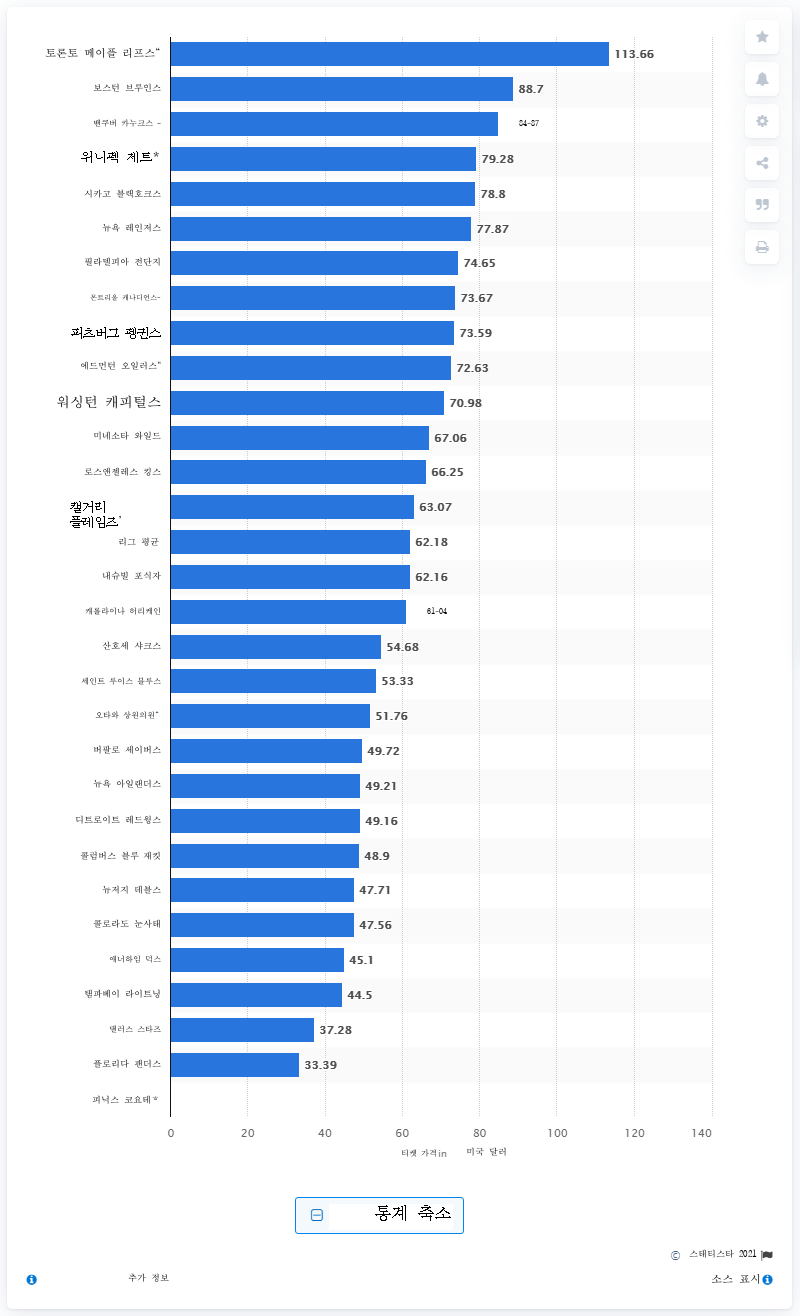 토론토 메이플 리프스“ 113.66
보스턴 브루인스 88.7
밴쿠버 카누크스 - 84-87
위니펙 제트* 79.28
시카고 블랙호크스 78.8
뉴욕 레인저스 77.87
필라델피아 전단지 74.65
몬트리올 캐나디언스- 73.67
피츠버그 펭귄스 73.59
에드먼턴 오일러스“ 72.63
워싱턴 캐피털스 70.98
미네소타 와일드 67.06
로스앤젤레스 킹스 66.25
캘거리 63.07
플레임즈’
리그 평균 62.18
내슈빌 포식자 62.16
캐롤라이나 허리케인 61-04
산호세 샤크스 54.68
세인트 루이스 블루스 53.33
오타와 상원의원“ 51.76
버팔로 세이버스 49.72
뉴욕 아일랜더스 49.21
디트로이트 레드윙스 49.16
콜럼버스 블루 재킷 48.9
뉴저지 데블스 47.71
콜로라도 눈사태 47.56
애너하임 덕스 45.1
탬파베이 라이트닝 44.5
댈러스 스타즈 37.28
플로리다 팬더스 33.39
피닉스 코요테*
0 20 40 60 80 100 120 140
티켓 가격in 미국 달러
통계 축소
© 스태티스타 2021
추가 정보 소스 표시